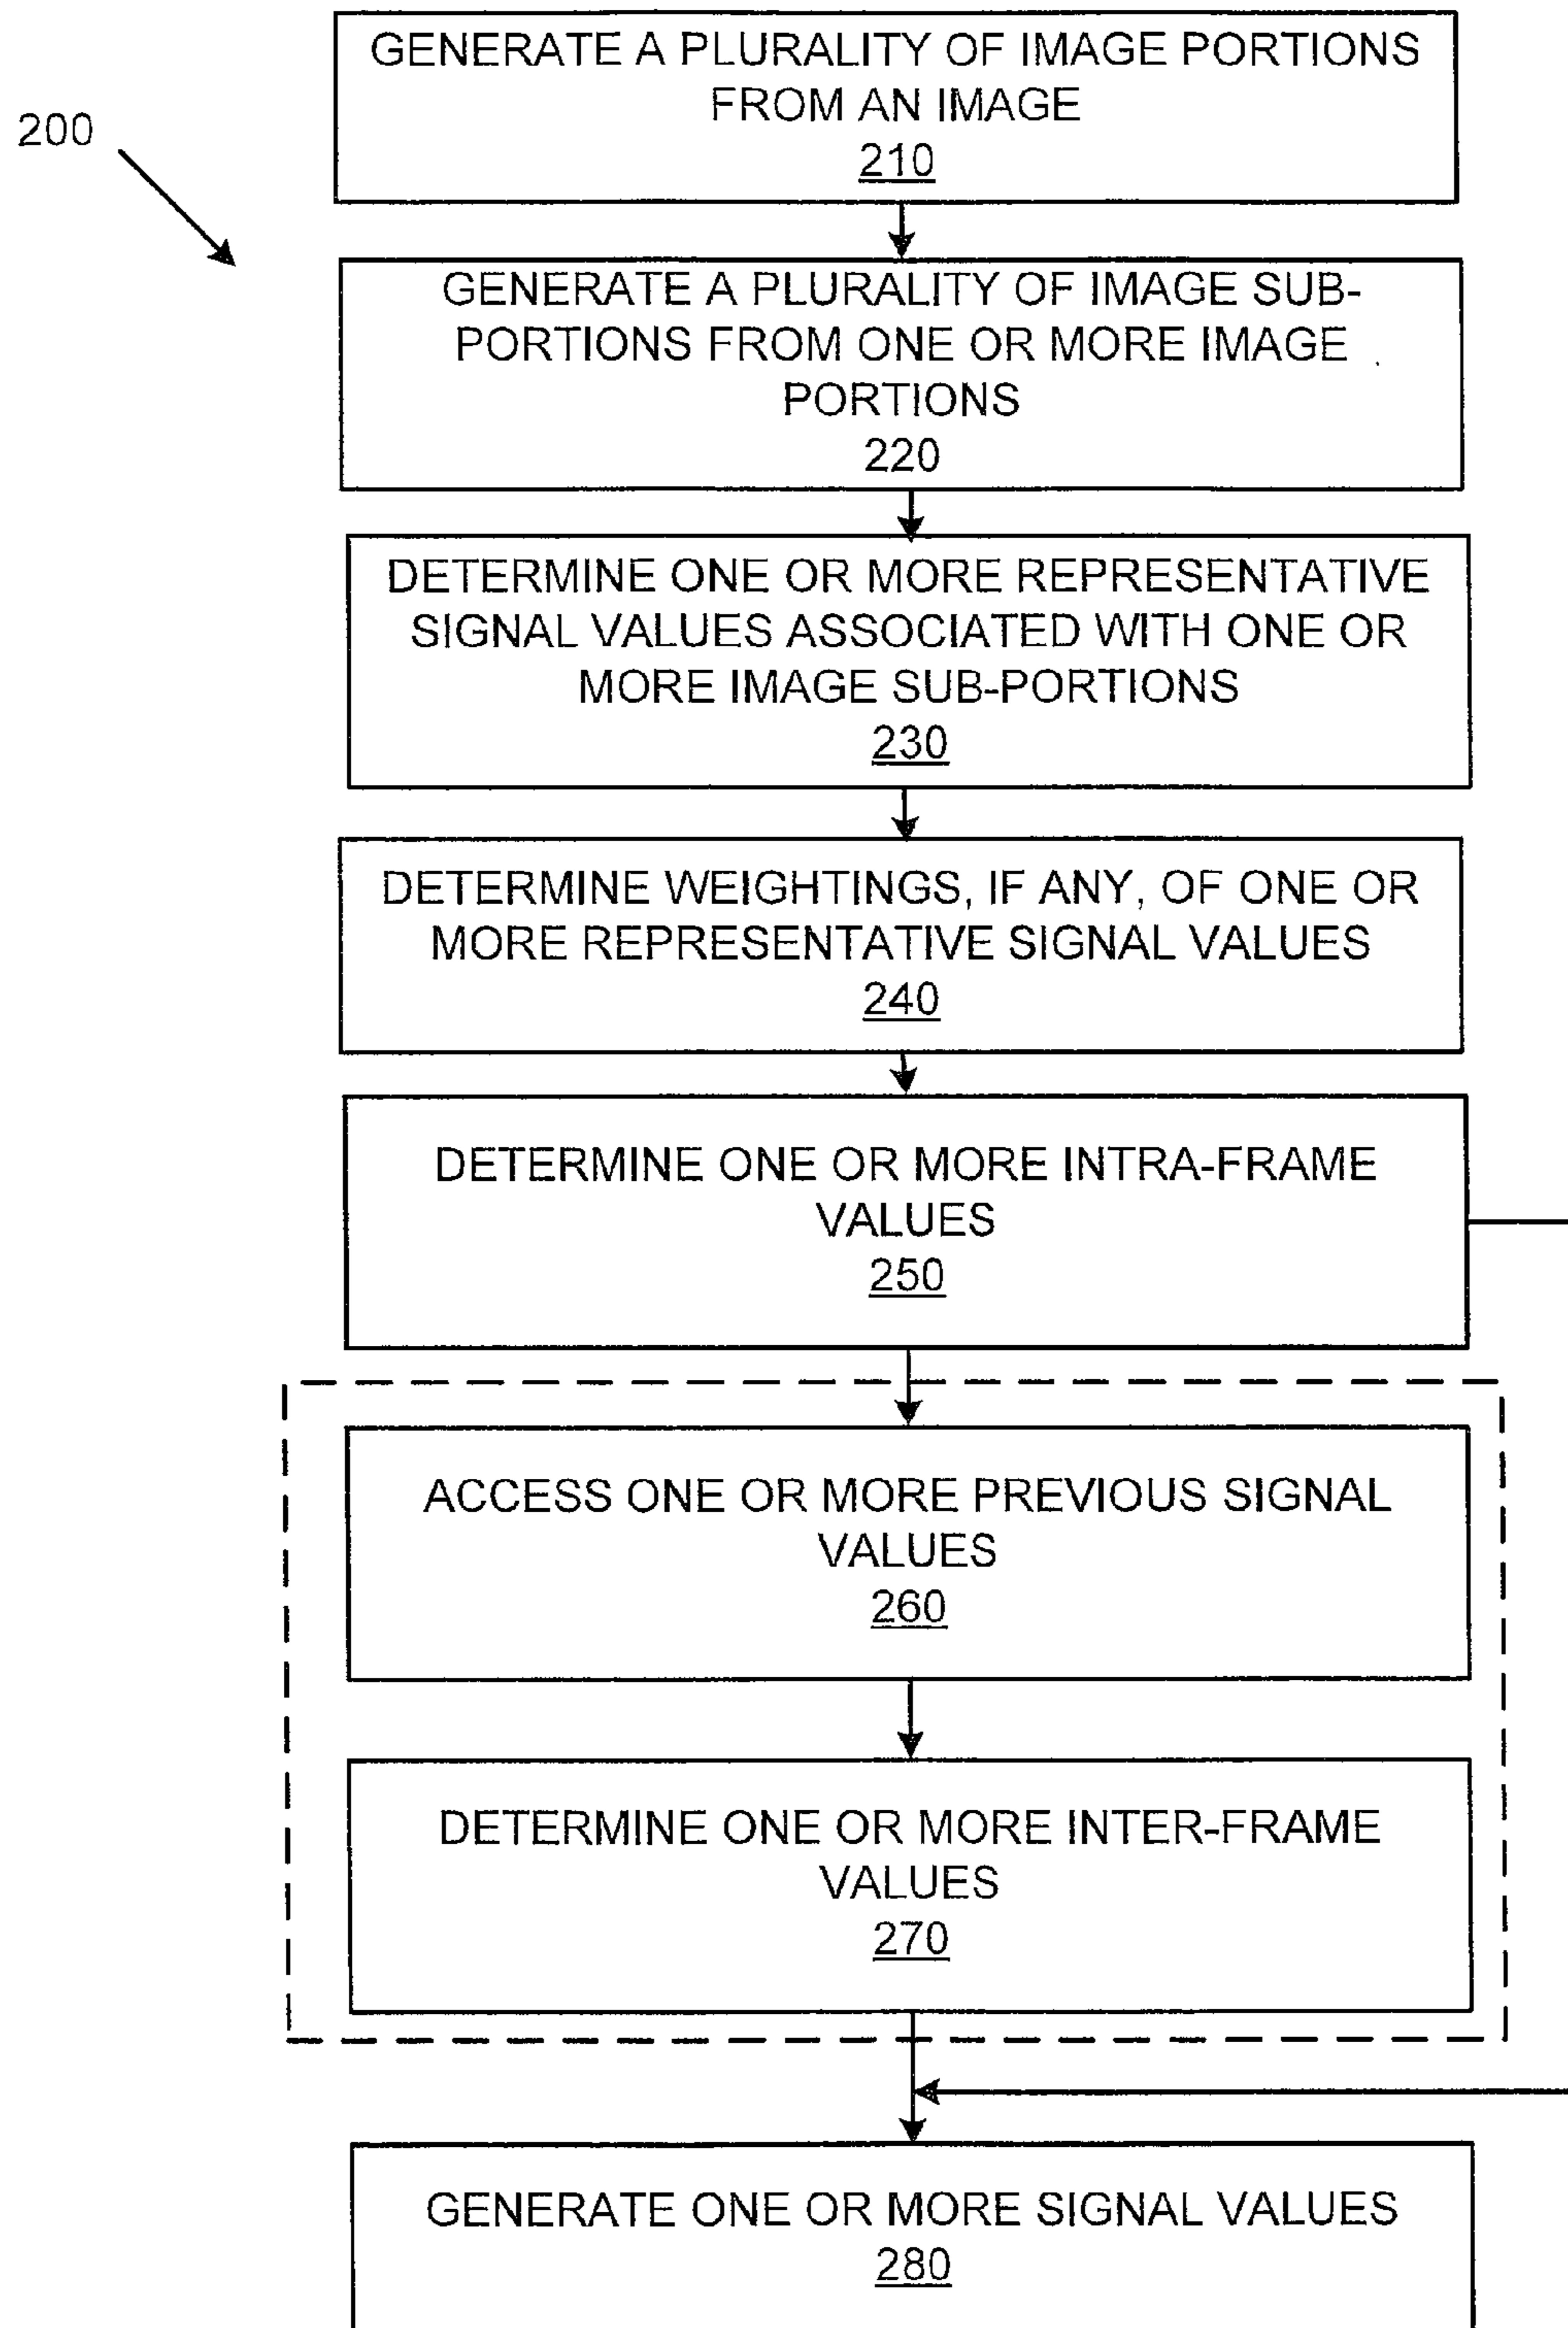 200
GENERATE A PLURALITY OF IMAGE PORTIONS
FROM AN IMAGE
210
GENERATE A PLURALITY OF IMAGE SUB-
PORTIONS FROM ONE OR MORE IMAGE
PORTIONS
220
DETERMINE ONE OR MORE REPRESENTATIVE
SIGNAL VALUES ASSOCIATED WITH ONE OR
MORE IMAGE SUB-PORTIONS
230
DETERMINE WEIGHTINGS, IF ANY, OF ONE OR
MORE REPRESENTATIVE SIGNAL VALUES
240
DETERMINE ONE OR MORE INTRA-FRAME
VALUES
250
ACCESS ONE OR MORE PREVIOUS SIGNAL
VALUES
260
DETERMINE ONE OR MORE INTER-FRAME
VALUES
270
GENERATE ONE OR MORE SIGNAL VALUES
280